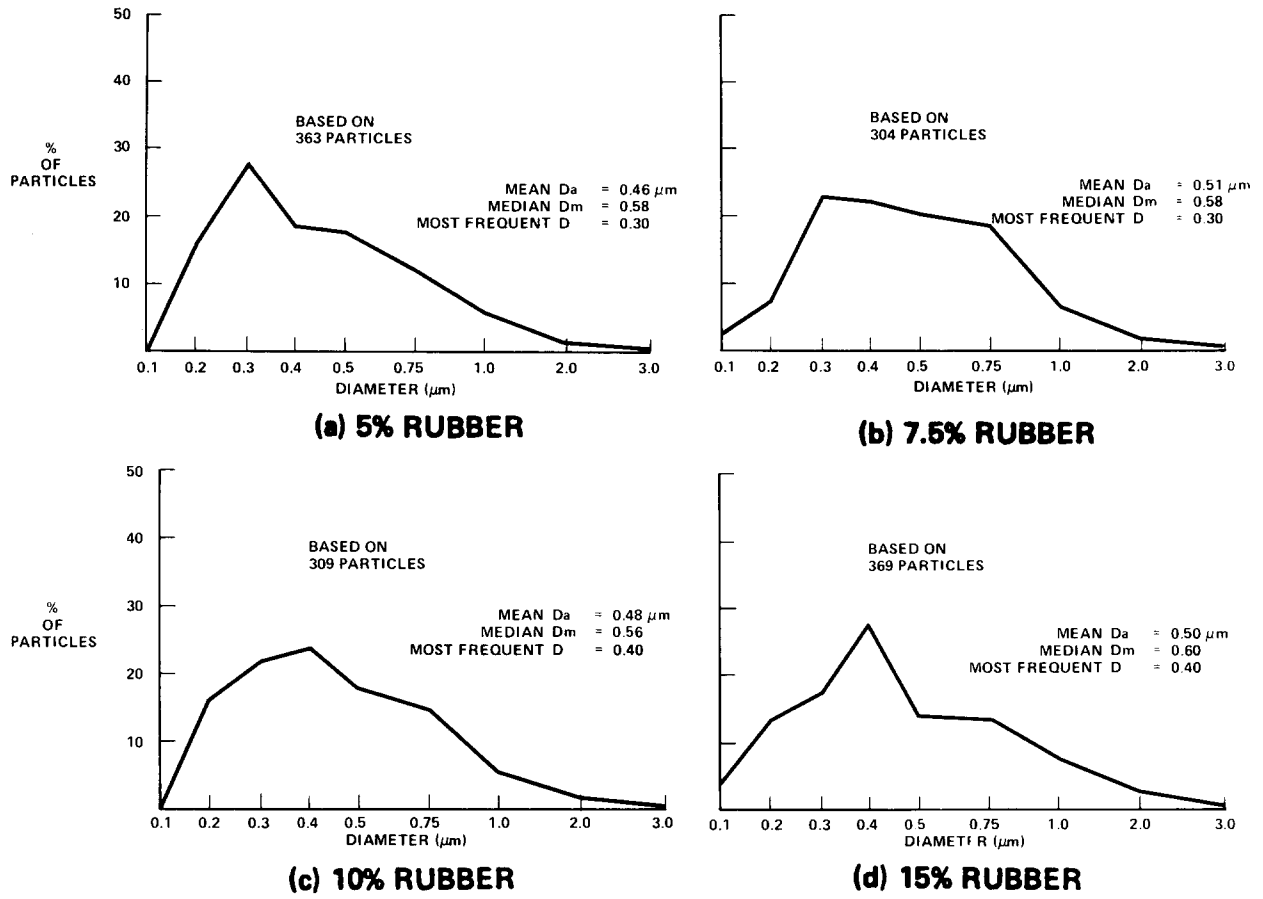 50
40
30
20
10
%
OF
PARTICLES
BASED ON
363 PARTICLES
MEAN Da = 0.46 μm
MEDIAN Dm = 0.58
MOST FREQUENT D = 0.30
0.1 0.2 0.3 0.4 0.5 0.75 1.0 2.0 3.0
DIAMETER (μm)
(a) 5% RUBBER
BASED ON
304 PARTICLES
MEAN Da = 0.51 μm
MEDIAN Dm = 0.58
MOST FREQUENT D = 0.30
0.1 0.2 0.3 0.4 0.5 0.75 1.0 2.0 3.0
DIAMETER (μm)
(b) 7.5% RUBBER
50
40
30
20
10
%
OF
PARTICLES
BASED ON
309 PARTICLES
MEAN Da = 0.48 μm
MEDIAN Dm = 0.56
MOST FREQUENT D = 0.40
0.1 0.2 0.3 0.4 0.5 0.75 1.0 2.0 3.0
DIAMETER (μm)
(c) 10% RUBBER
BASED ON
369 PARTICLES
MEAN Da = 0.50 μm
MEDIAN Dm = 0.60
MOST FREQUENT D = 0.40
0.1 0.2 0.3 0.4 0.5 0.75 1.0 2.0 3.0
DIAMETER (μm)
(d) 15% RUBBER